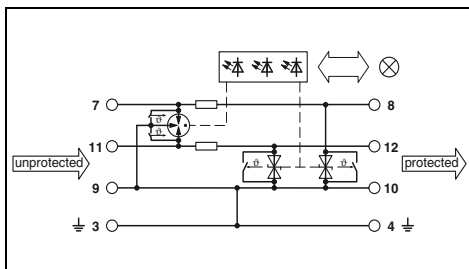 7 ϑ 8
ϑ
11 12
unprotected ϑ ϑ protected
9 10
3 4